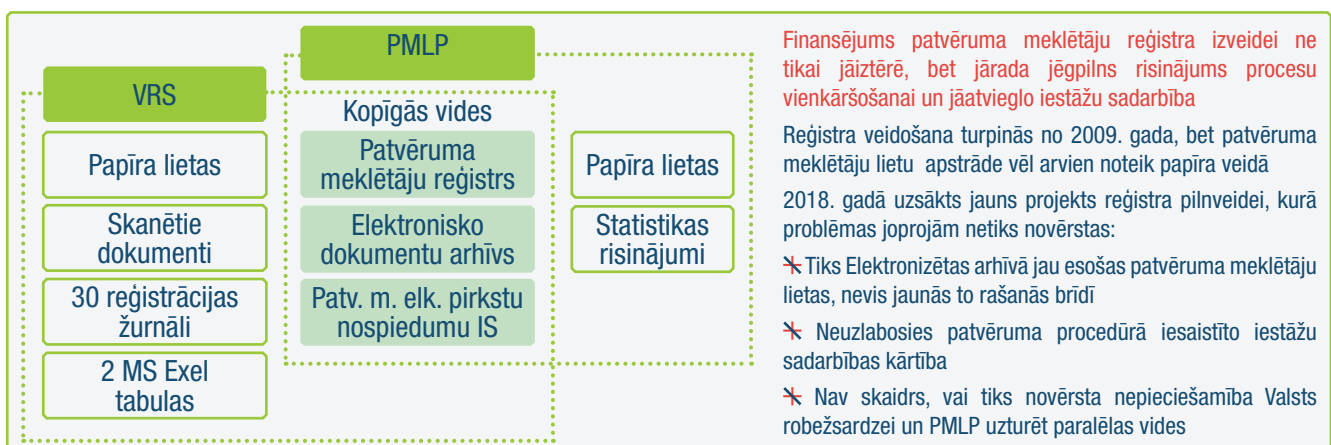 PMLP
VRS
Kopīgās vides
Papīra lietas
Skanētie
dokumenti
30 reģistrācijas
žurnāli
2 MS Exel
tabulas
Patvēruma
meklētāju reģistrs
Elektronisko
dokumentu arhīvs
Patv. m. elk. pirkstu
nospiedumu IS
Papīra lietas
Statistikas
risinājumi
Finansējums patvēruma meklētāju reģistra izveidei ne
tikai jāiztērē, bet jārada jēgpilns risinājums procesu
vienkāršošanai un jāatvieglo iestāžu sadarbība
Reģistra veidošana turpinās no 2009. gada, bet patvēruma
meklētāju lietu apstrāde vēl arvien noteik papīra veidā
2018. gadā uzsākts jauns projekts reģistra pilnveidei, kurā
problēmas joprojām netiks novērstas:
Tiks Elektronizētas arhīvā jau esošas patvēruma meklētāju
lietas, nevis jaunās to rašanās brīdī
Neuzlabosies patvēruma procedūrā iesaistīto iestāžu
sadarbības kārtība
Nav skaidrs, vai tiks novērsta nepieciešamība Valsts
robežsardzei un PMLP uzturēt paralēlas vides